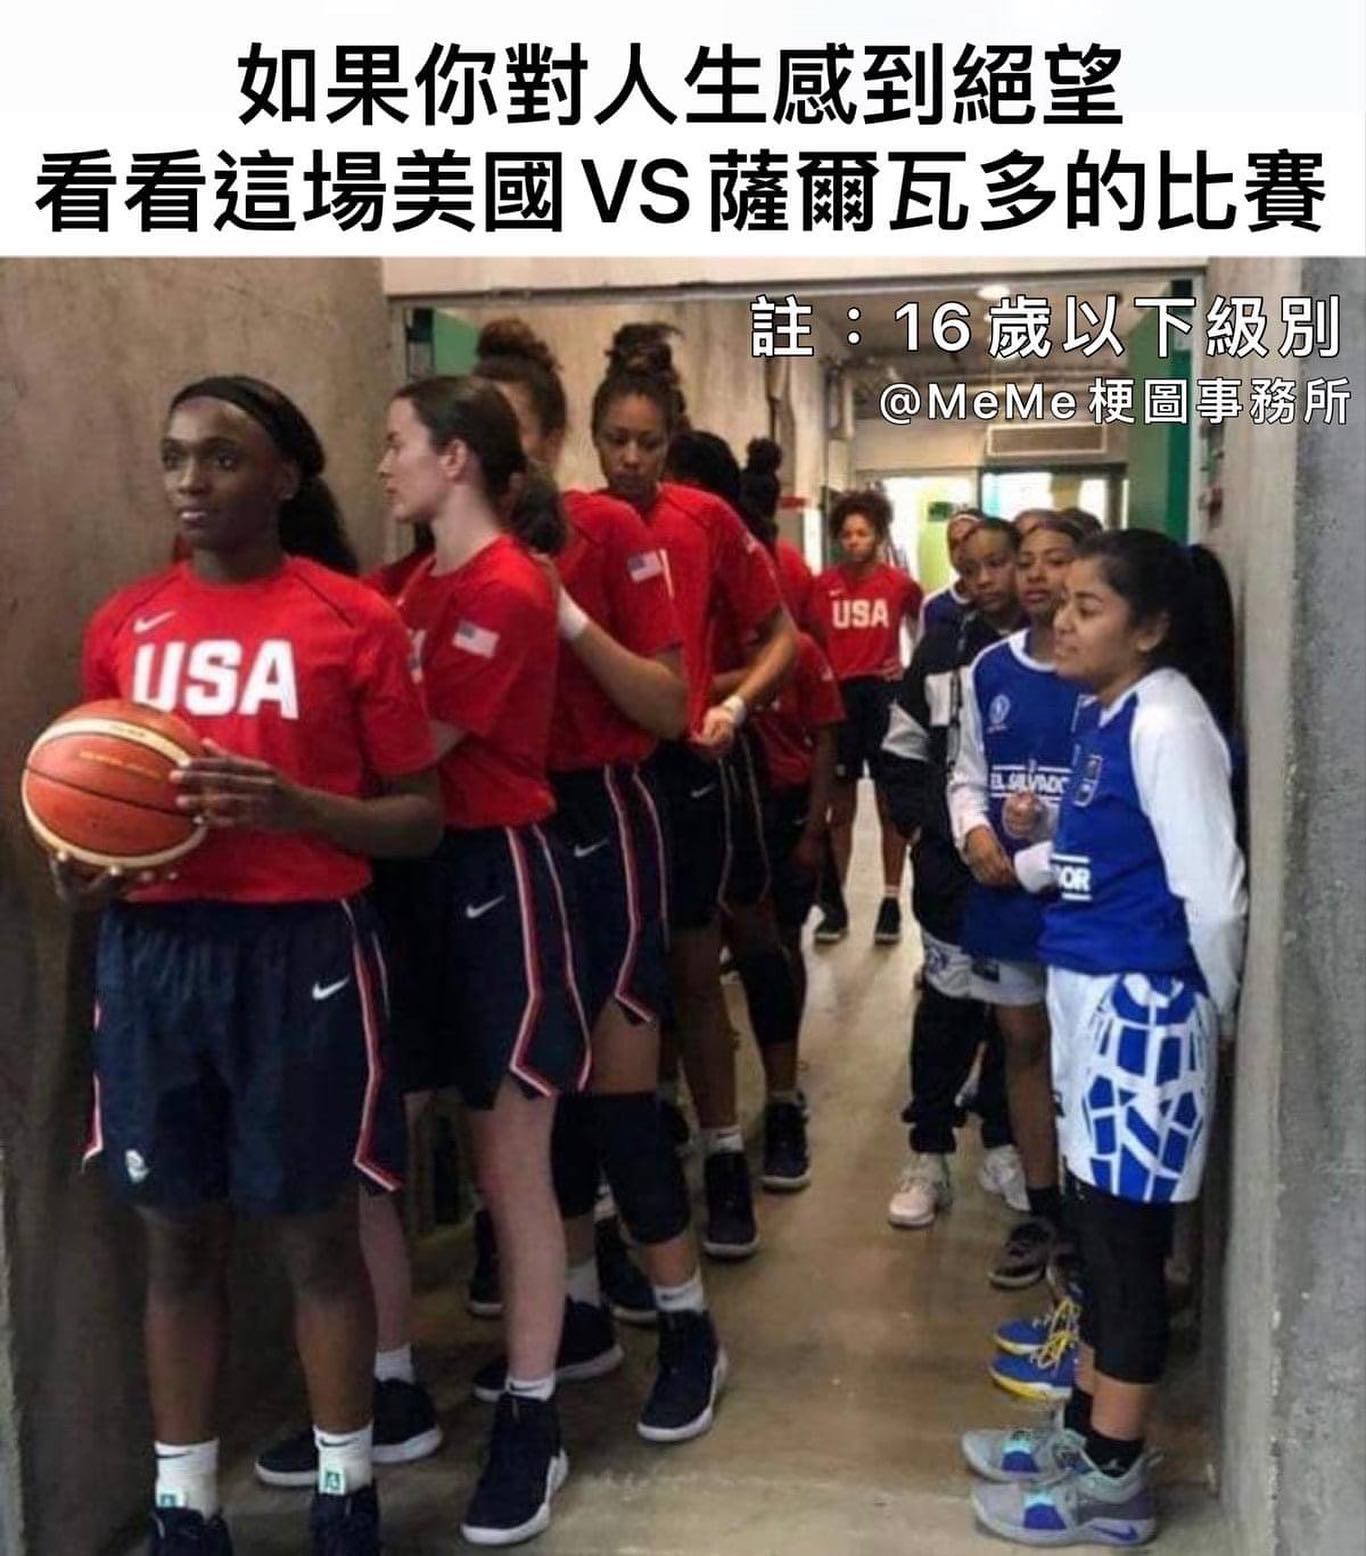 如果你對人生感到絕望
看看這場美國VS薩爾瓦多的比賽
註：16歲以下級別
@MeMe梗圖事務所
USA
USA
EL SALVADO
DOR